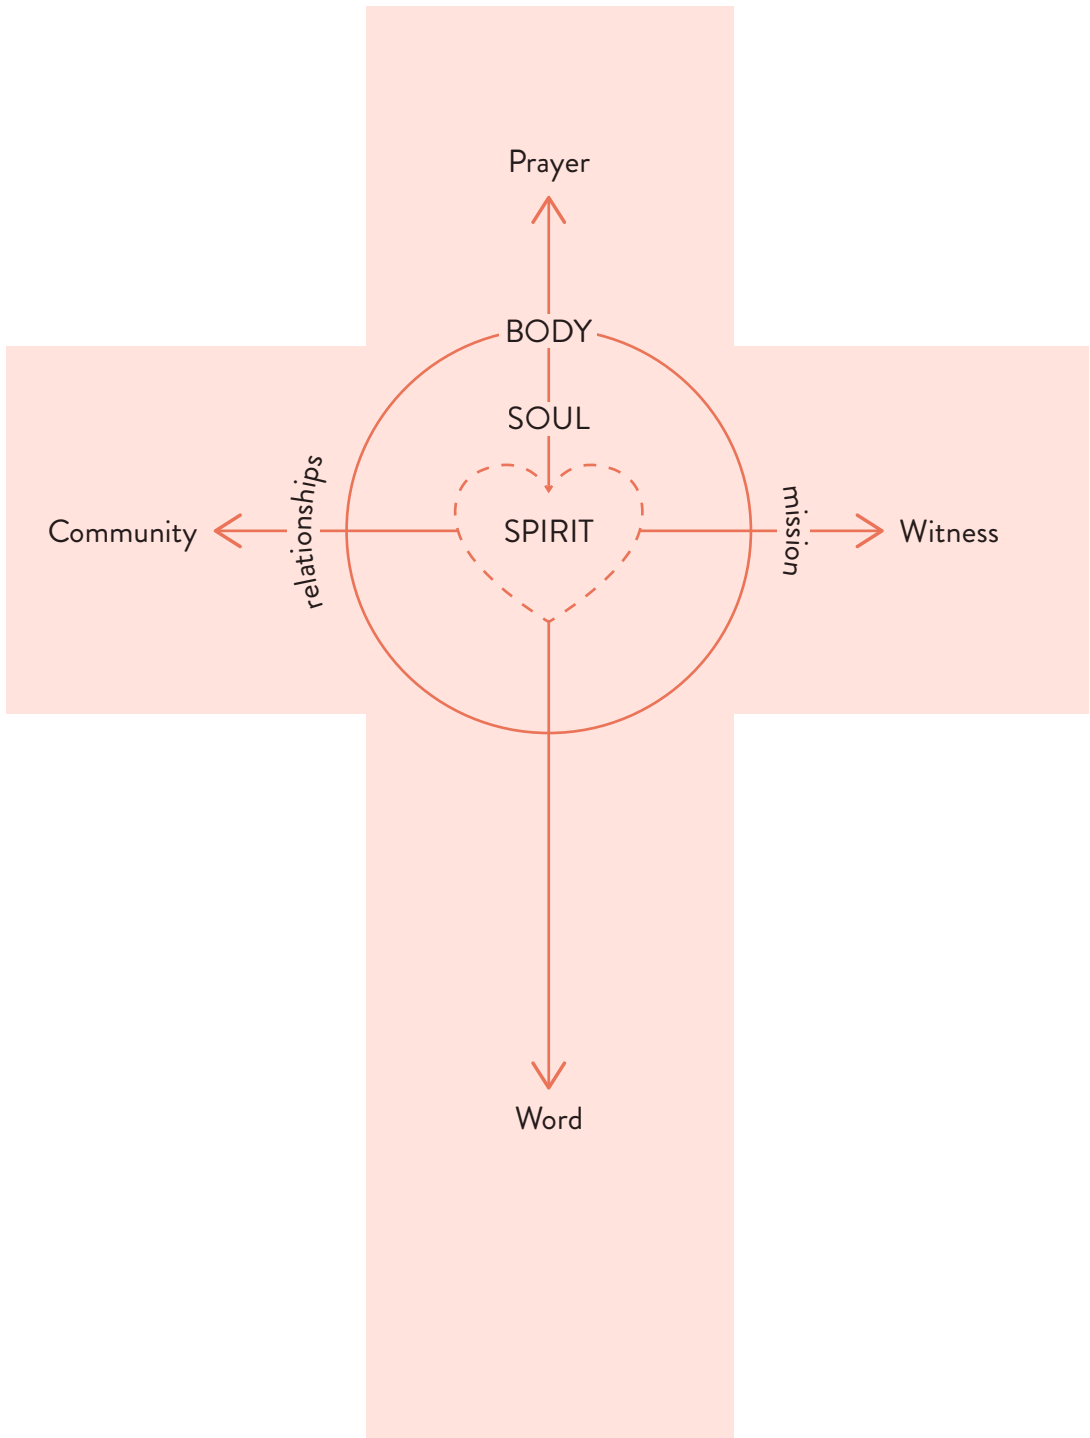 Prayer
BODY
SOUL
Community
relationships
SPIRIT
mission
Witness
Word